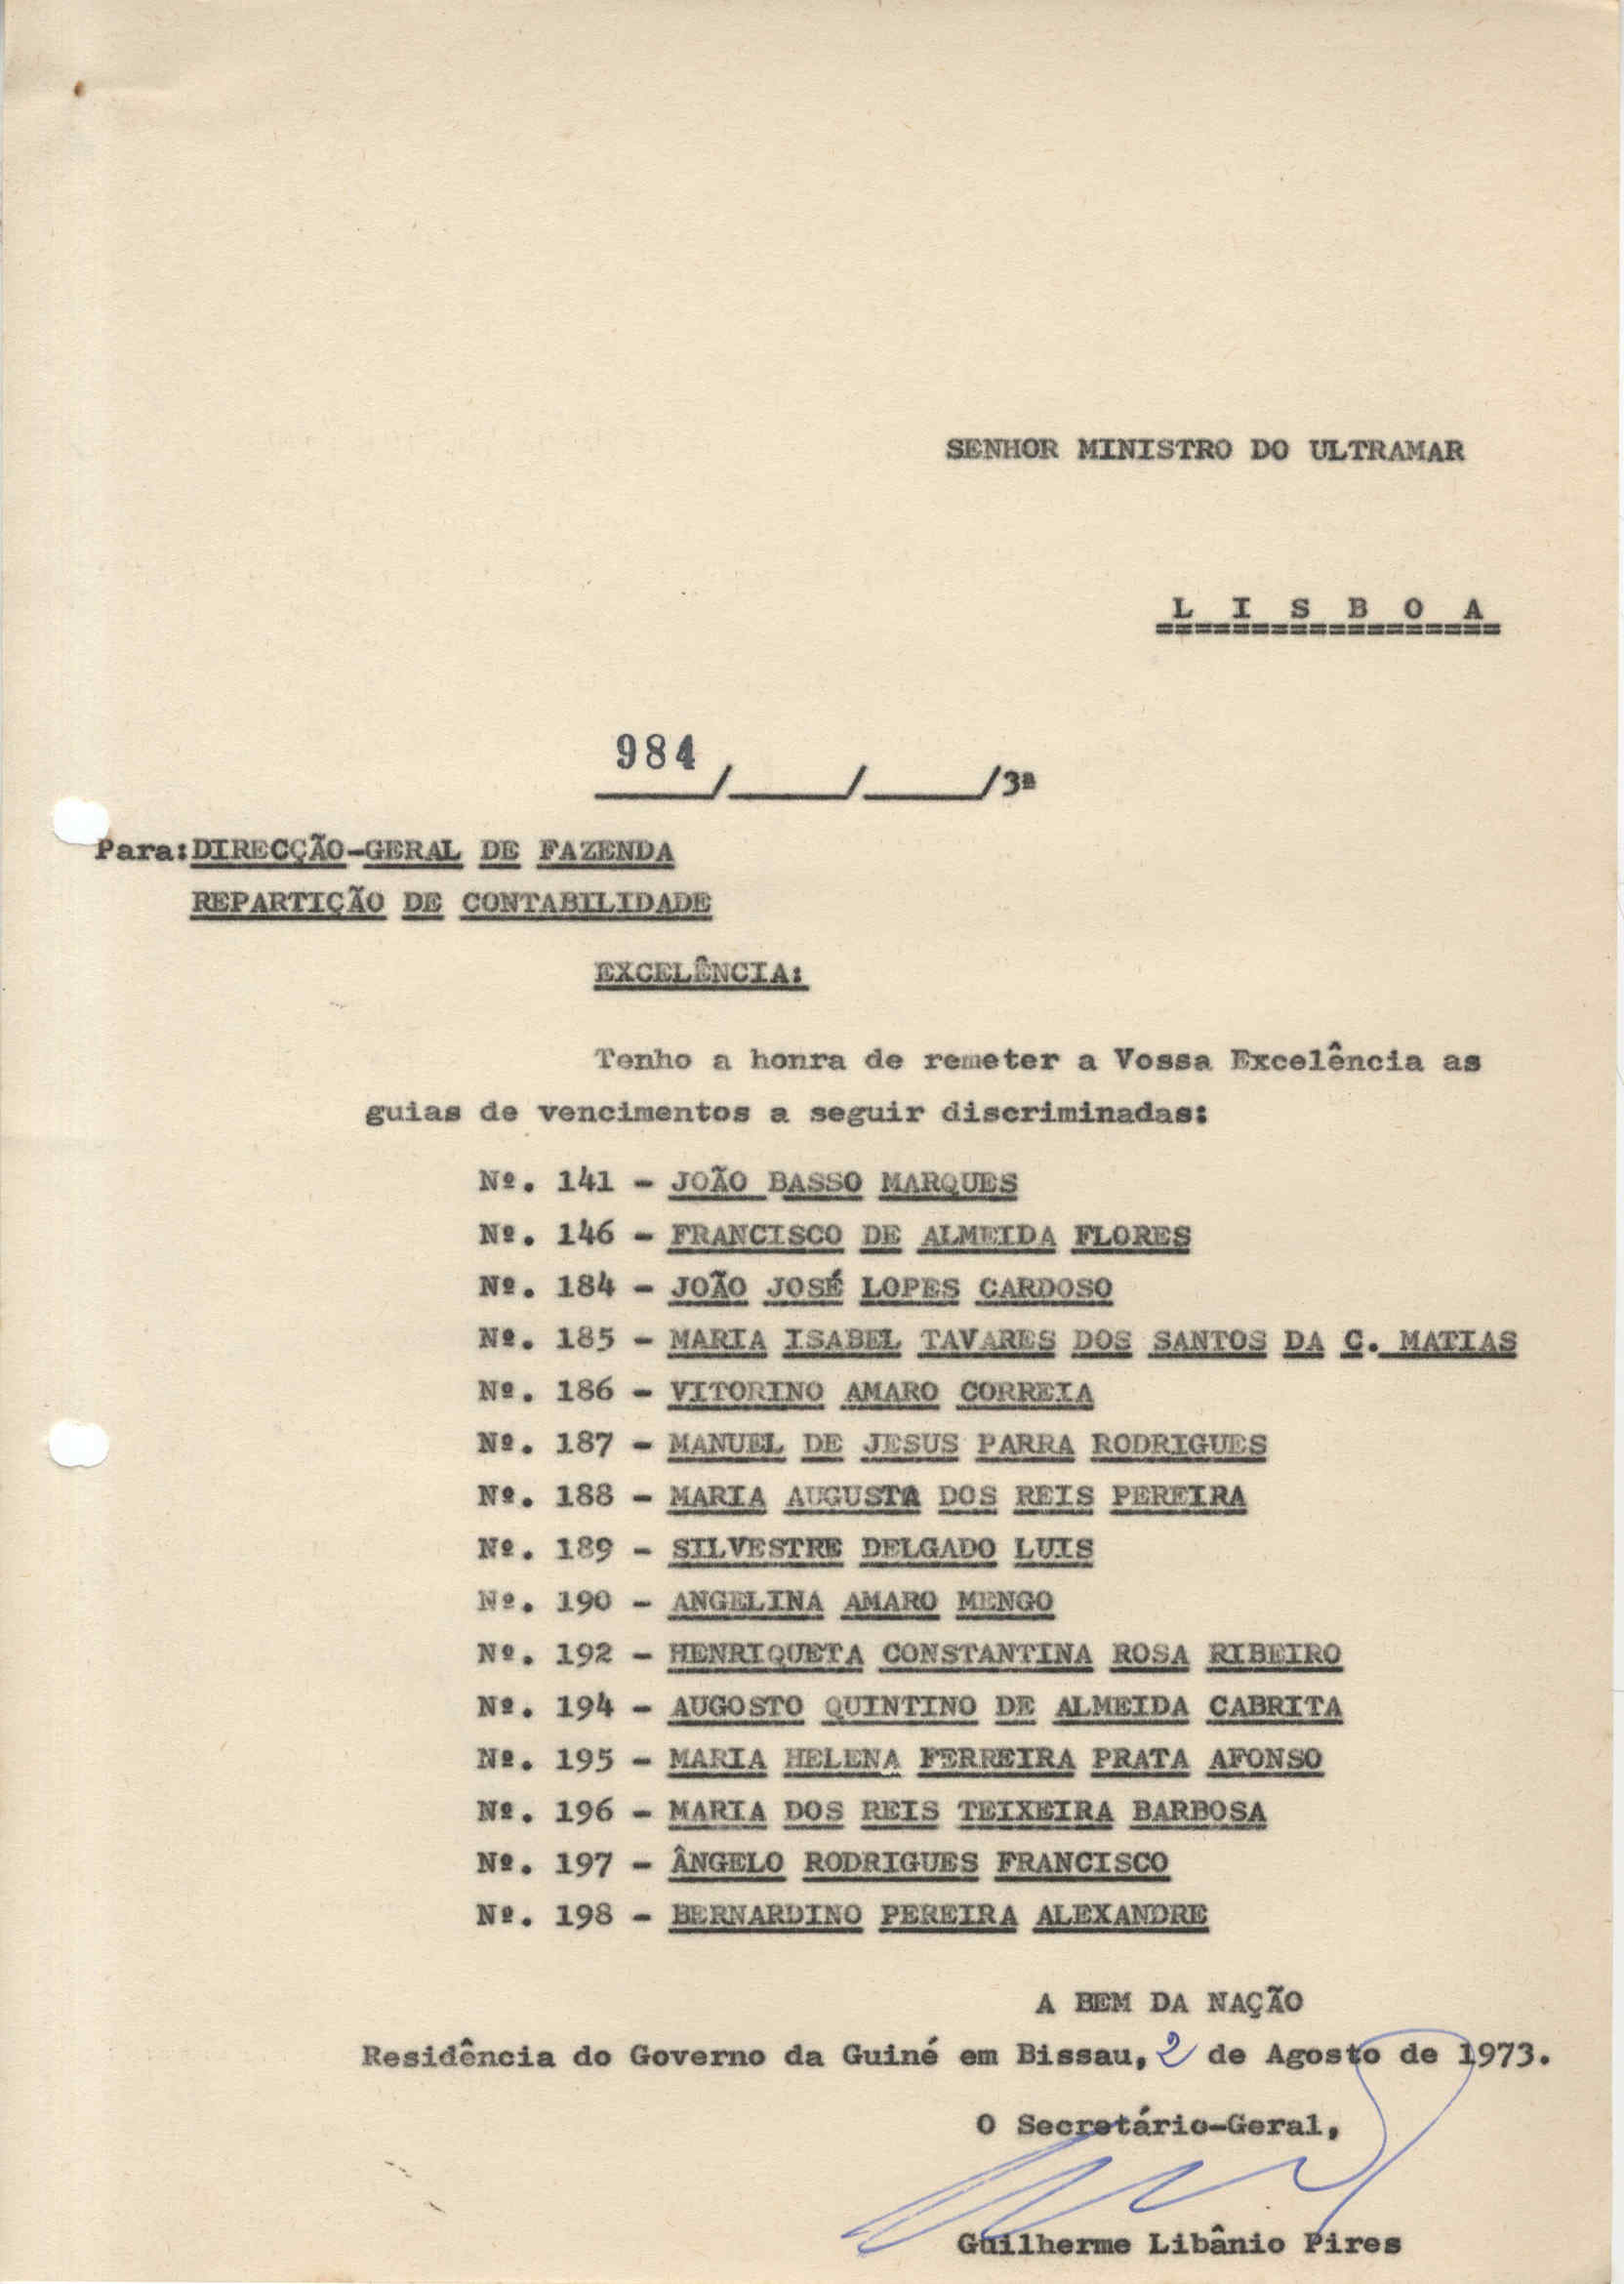 SENHOR MINISTRO DO ULTRAMAR
L I S B O A
==================
984
____/____/____/3ª
Para:DIRECÇÃO-GERAL DE FAZENDA
REPARTIÇÃO DE CONTABILIDADE
EXCELÊNCIA:
Tenho a honra de remeter a Vossa Excelência as
guias de vencimentos a seguir discriminadas:
Nº. 141 - JOÃO BASSO MARQUES
Nº. 146 - FRANCISCO DE ALMEIDA FLORES
Nº. 184 - JOÃO JOSÉ LOPES CARDOSO
Nº. 185 - MARIA ISABEL TAVARES DOS SANTOS DA C. MATIAS
Nº. 186 - VITORINO AMARO CORREIA
Nº. 187 - MANUEL DE JESUS PARRA RODRIGUES
Nº. 188 - MARIA AUGUSTA DOS REIS PEREIRA
Nº. 189 - SILVESTRE DELGADO LUIS
Nº. 190 - ANGELINA AMARO MENGO
Nº. 192 - HENRIQUETA CONSTANTINA ROSA RIBEIRO
Nº. 194 - AUGOSTO QUINTINO DE ALMEIDA CABRITA
Nº. 195 - MARIA HELENA FERREIRA PRATA AFONSO
Nº. 196 - MARIA DOS REIS TEIXEIRA BARBOSA
Nº. 197 - ÂNGELO RODRIGUES FRANCISCO
Nº. 198 - BERNARDINO PEREIRA ALEXANDRE
A BEM DA NAÇÃO
Residência do Governo da Guiné em Bissau, 2 de Agosto de 1973.
O Secretário-Geral,
Guilherme Libânio Pires